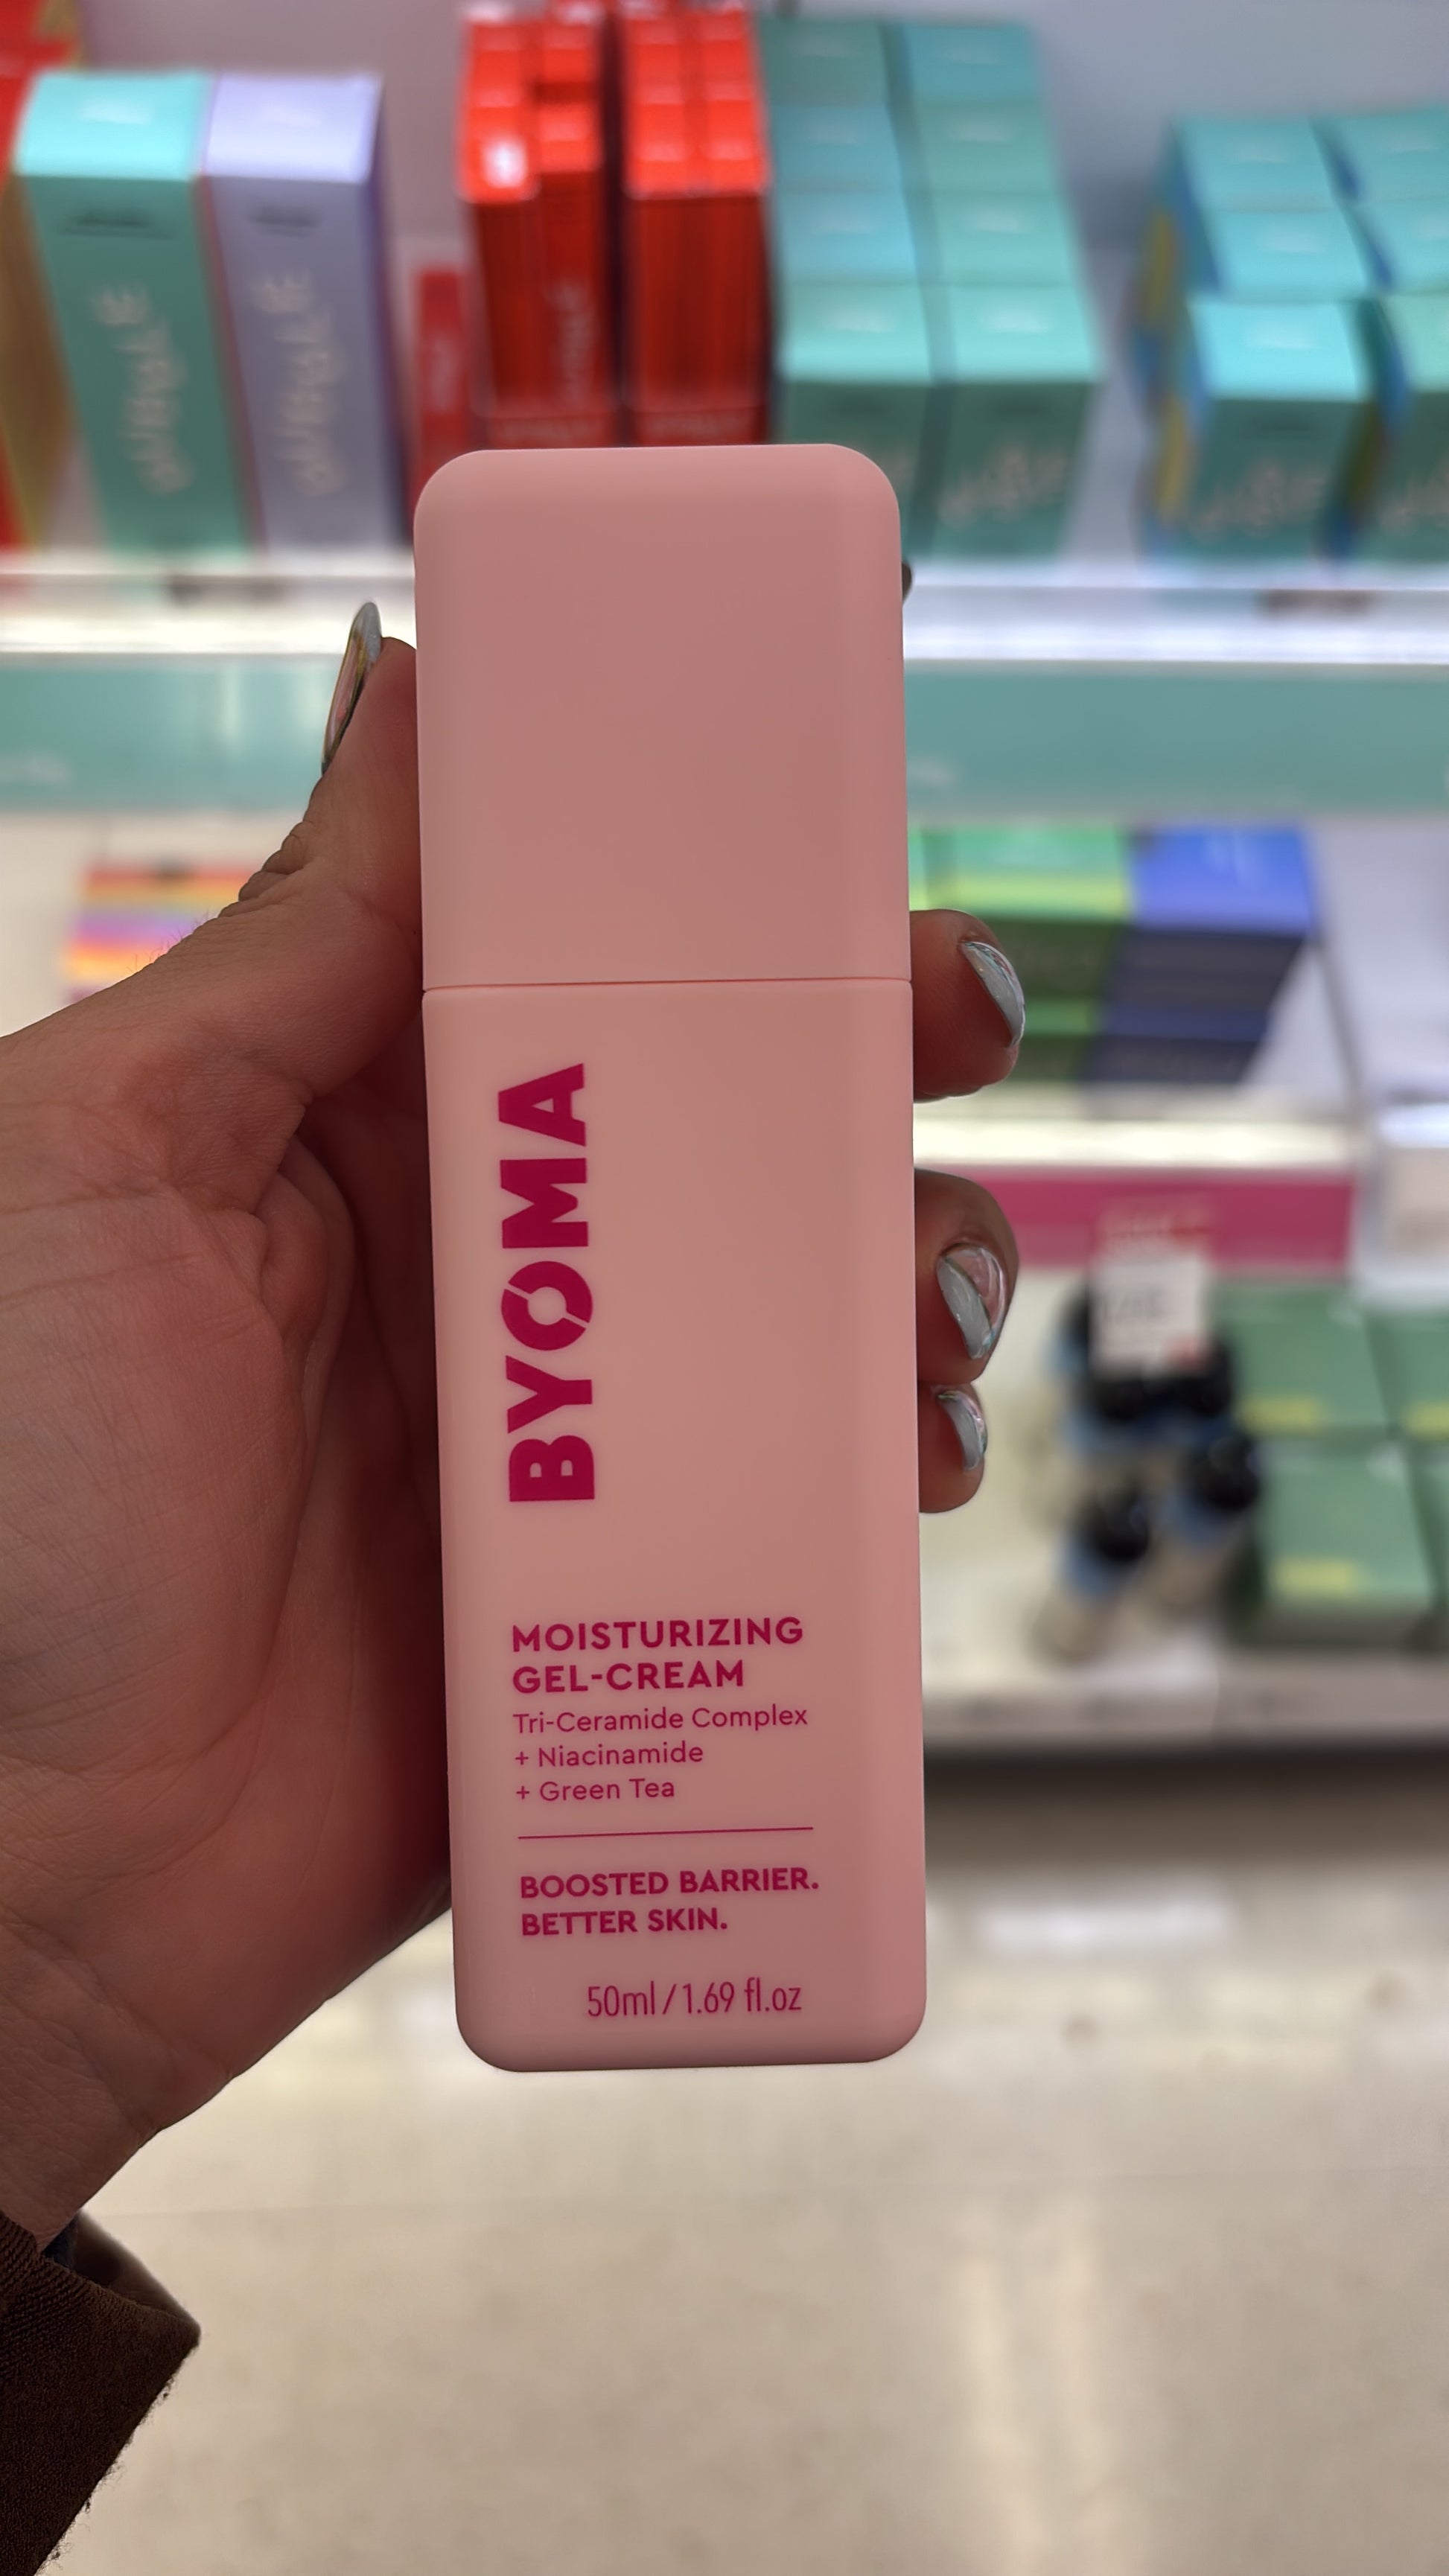 BYOMA
MOISTURIZING
GEL-CREAM
Tri-Ceramide Complex
+ Niacinamide
+ Green Tea
BOOSTED BARRIER.
BETTER SKIN.
50ml / 1.69 fl.oz